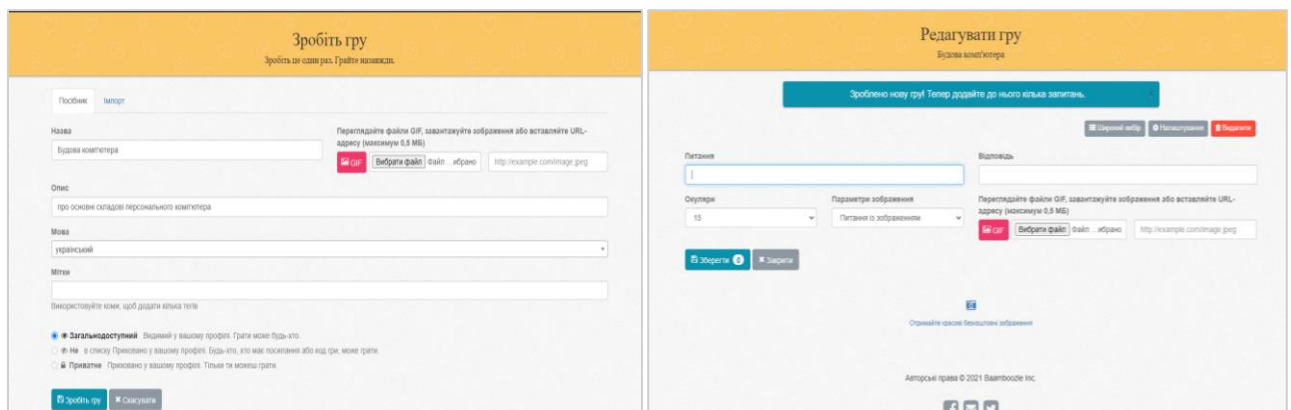 Зробіть гру
Зробіть це один раз. Грайте назавжди.
Посібник Імпорт
Назва
Будова комп'ютера
Переглядайте файли GIF, завантажуйте зображення або вставляйте URL-
адресу (максимум 0,5 МБ)
GIF Вибрати файл Файл ... ибрано http://example.com/image.jpeg
Опис
про основні складові персонального комп'ютера
Мова
український
Мітки
Використовуйте коми, щоб додати кілька тегів
Загальнодоступний Видимий у вашому профілі. Грати може будь-хто.
Не в списку Приховано у вашому профілі. Будь-хто, хто має посилання або код гри, може грати.
Приватне Приховано у вашому профілі. Тільки ти можеш грати.
Зробіть гру Скасувати
Редагувати гру
Будова комп'ютера
Зроблено нову гру! Тепер додайте до нього кілька запитань.
Широкий вибір Налаштування Видалити
Питання Відповідь
Окуляри Параметри зображення
15 Питання із зображенням
Переглядайте файли GIF, завантажуйте зображення або вставляйте URL-
адресу (максимум 0,5 МБ)
GIF Вибрати файл Файл ... ибрано http://example.com/image.jpeg
Зберегти 0 Закрити
Отримайте красиві безкоштовні зображення
Авторські права © 2021 Baamboozle Inc.